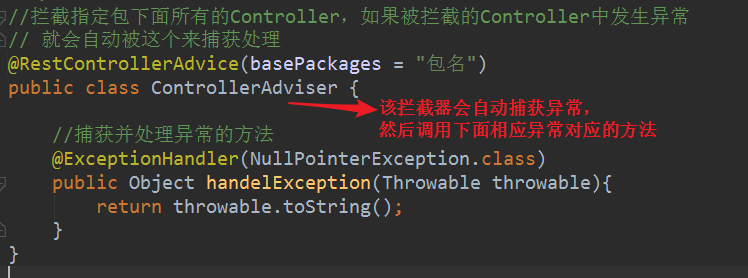 //拦截指定包下面所有的Controller，如果被拦截的Controller中发生异常
// 就会自动被这个来捕获处理
@RestControllerAdvice(basePackages = "包名")
public class ControllerAdviser {
该拦截器会自动捕获异常，
然后调用下面相应异常对应的方法
//捕获并处理异常的方法
@ExceptionHandler(NullPointerException.class)
public Object handelException(Throwable throwable){
return throwable.toString();
}
}